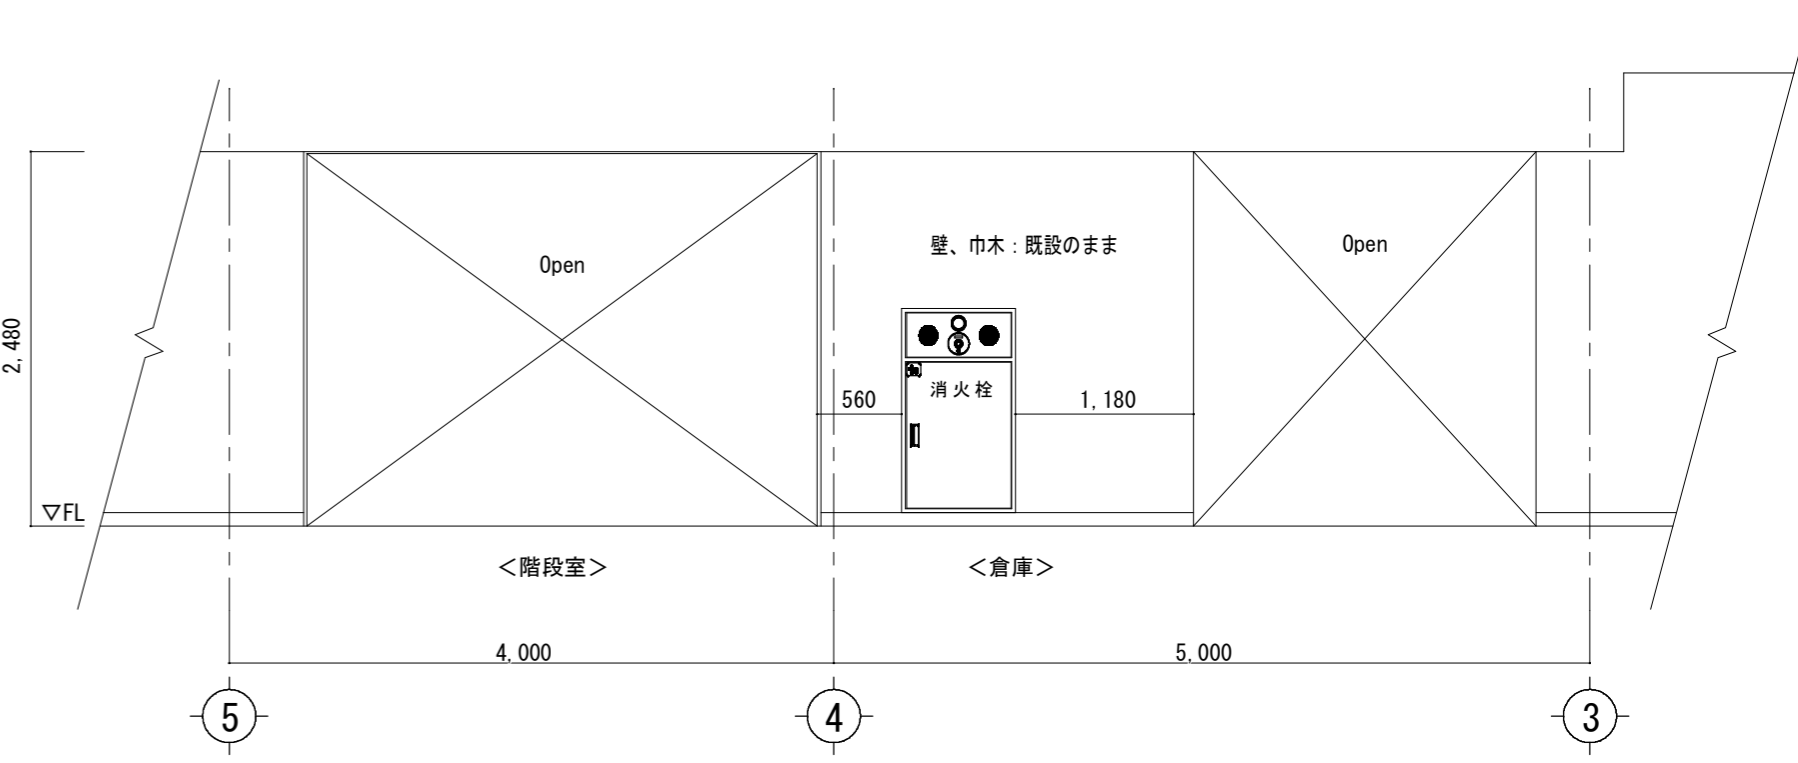 Open
壁、巾木：既設のまま
Open
2,480
消火栓
560
1,180
▽FL
＜階段室＞
＜倉庫＞
4,000
5,000
5
4
3